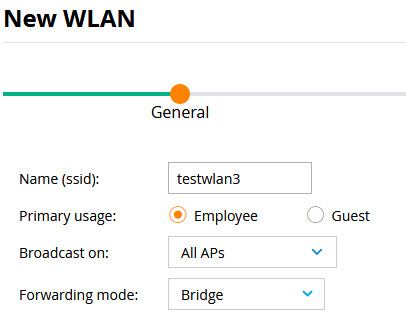 New WLAN
General
Name (ssid): testwlan3
Primary usage: Employee Guest
Broadcast on: All APs
Forwarding mode: Bridge